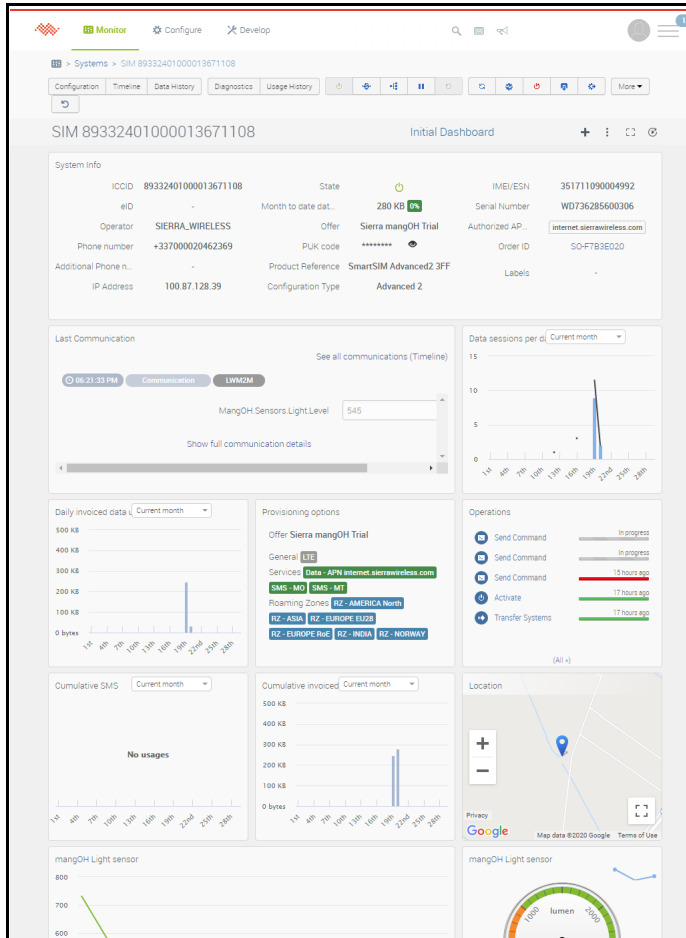 Monitor
Configure
Develop
> Systems > SIM 89332401000013671108
Configuration Timeline Data History Diagnostics Usage History More
SIM 89332401000013671108
Initial Dashboard
System Info
ICCID 89332401000013671108 State IMEI/ESN 351711090004992
eID - Month to date dat... 280 KB 0% Serial Number WD736285600306
Operator SIERRA_WIRELESS Offer Sierra mangOH Trial Authorized AP... internet.sierrawireless.com
Phone number +337000020462369 PUK code ******** Order ID SO-F7B3E020
Additional Phone n... - Product Reference SmartSIM Advanced2 3FF Labels -
IP Address 100.87.128.39 Configuration Type Advanced 2
Last Communication
See all communications (Timeline)
06:21:33 PM Communication LWM2M
MangOH.Sensors.Light.Level 545
Show full communication details
Data sessions per da Current month
15
10
5
0
1st 4th 7th 10th 13th 16th 19th 22nd 25th 28th
Daily invoiced data u Current month
500 KB
400 KB
300 KB
200 KB
100 KB
0 bytes
1st 4th 7th 10th 13th 16th 19th 22nd 25th 28th
Provisioning options
Offer Sierra mangOH Trial
General LTE
Services Data - APN internet.sierrawireless.com
SMS - MO SMS - MT
Roaming Zones RZ - AMERICA North
RZ - ASIA RZ - EUROPE EU28
RZ - EUROPE RoE RZ - INDIA RZ - NORWAY
Operations
Send Command In progress
Send Command In progress
Send Command 15 hours ago
Activate 17 hours ago
Transfer Systems 17 hours ago
(All »)
Cumulative SMS Current month
No usages
1st 4th 7th 10th 13th 16th 19th 22nd 25th 28th
Cumulative invoiced Current month
500 KB
400 KB
300 KB
200 KB
100 KB
0 bytes
1st 4th 7th 10th 13th 16th 19th 22nd 25th 28th
Location
+
−
Privacy
Google Map data ©2020 Google Terms of Use
mangOH Light sensor
800
700
600
mangOH Light sensor
lumen
1000 2000